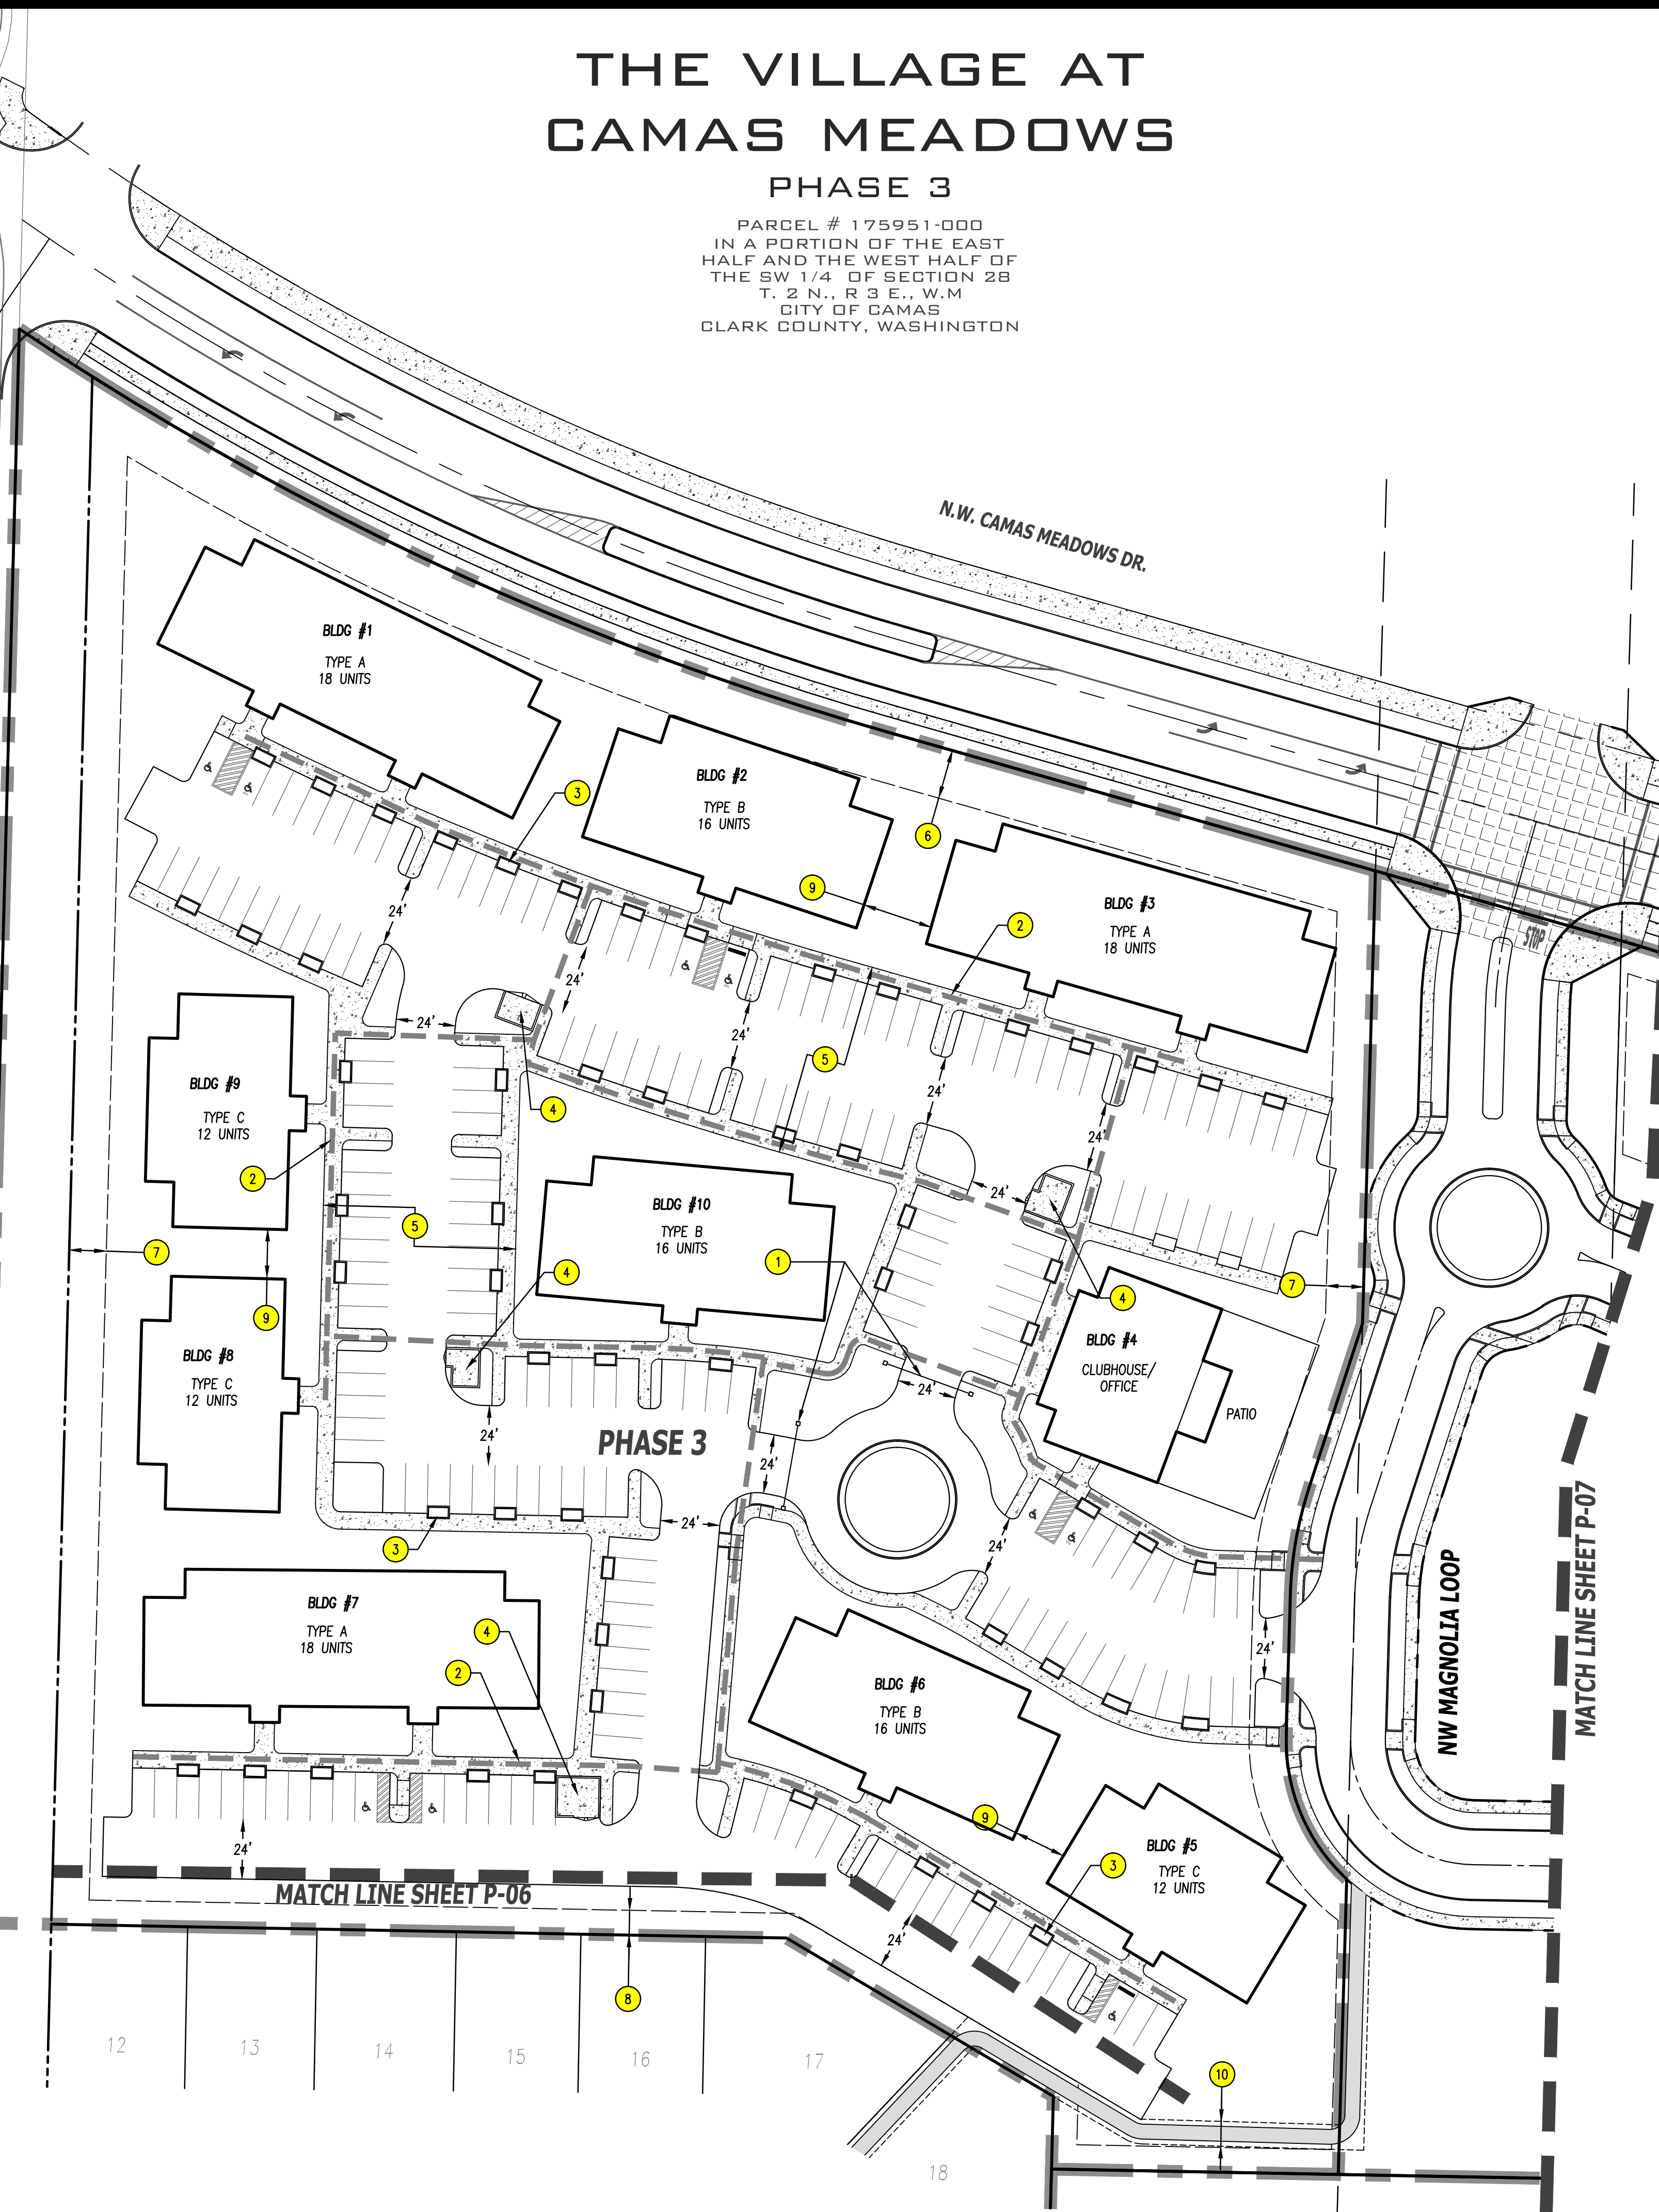 THE VILLAGE AT
CAMAS MEADOWS
PHASE 3
PARCEL # 175951-000
IN A PORTION OF THE EAST
HALF AND THE WEST HALF OF
THE SW 1/4 OF SECTION 28
T. 2 N., R 3 E., W.M
CITY OF CAMAS
CLARK COUNTY, WASHINGTON
N.W. CAMAS MEADOWS DR.
BLDG #1
TYPE A
18 UNITS
BLDG #2
TYPE B
16 UNITS
3
6
9
2
BLDG #3
TYPE A
18 UNITS
STOP
24'
24'
24'
24'
24'
24'
24'
24'
5
4
BLDG #9
TYPE C
12 UNITS
2
5
7
9
BLDG #10
TYPE B
16 UNITS
1
4
4
7
BLDG #4
CLUBHOUSE/
OFFICE
PATIO
BLDG #8
TYPE C
12 UNITS
24'
24'
24'
24'
24'
24'
PHASE 3
3
BLDG #7
TYPE A
18 UNITS
4
2
BLDG #6
TYPE B
16 UNITS
24'
NW MAGNOLIA LOOP
MATCH LINE SHEET P-07
9
BLDG #5
TYPE C
12 UNITS
3
24'
MATCH LINE SHEET P-06
24'
8
10
12
13
14
15
16
17
18